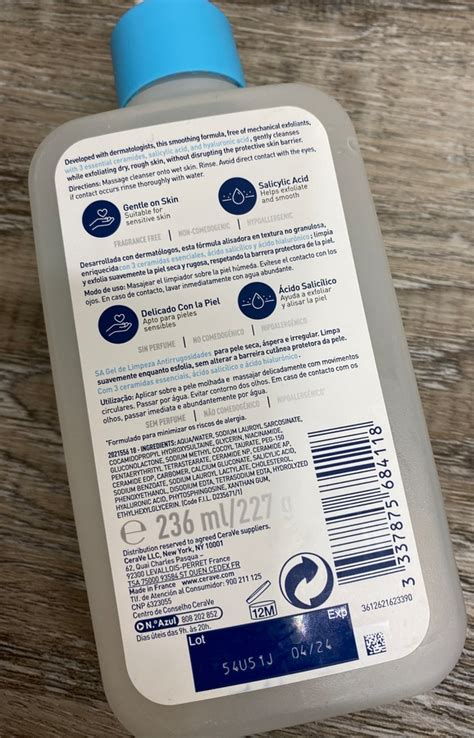 Developed with dermatologists, this smoothing formula, free of mechanical exfoliants,
with 3 essential ceramides, salicylic acid, and hyaluronic acid, gently cleanses
while exfoliating dry, rough skin, without disrupting the protective skin barrier.
Directions: Massage cleanser onto wet skin. Rinse. Avoid direct contact with the eyes,
if contact occurs rinse thoroughly with water.
Gentle on Skin
Suitable for
sensitive skin
Salicylic Acid
Helps exfoliate
and smooth
FRAGRANCE FREE | NON-COMEDOGENIC | HYPOALLERGENIC
Desarrollada con dermatólogos, esta fórmula alisadora en textura no granulosa,
enriquecida con 3 ceramidas esenciales, ácido salicílico y ácido hialurónico*, limpia
y exfolia suavemente la piel seca y rugosa, respetando la barrera protectora de la piel.
Modo de uso: Masajear el limpiador sobre la piel húmeda. Evítese el contacto con los
ojos. En caso de contacto, lavar inmediatamente con agua abundante.
Delicado Con la Piel
Apto para pieles
sensibles
Ácido Salicílico
Ayuda a exfoliar
y alisar la piel
SIN PERFUME | NO COMEDOGÉNICO | HIPOALERGÉNICO
SA Gel de Limpeza Antirrugosidades para pele seca, áspera e irregular. Limpa
suavemente enquanto esfolia, sem alterar a barreira cutânea protetora da pele.
Com 3 ceramidas essenciais, ácido salicílico e ácido hialurónico.
Utilização: Aplicar sobre a pele molhada e massajar delicadamente com movimentos
circulares. Passar por água. Evitar contorno dos olhos. Em caso de contacto com os
olhos, passar imediata e abundantemente por água.
SEM PERFUME | NÃO COMEDOGÉNICO | HIPOALERGÉNICO*
*Formulado para minimizar os riscos de alergia.
2021556 18 - INGREDIENTS: AQUA/WATER, SODIUM LAUROYL SARCOSINATE,
COCAMIDOPROPYL HYDROXYSULTAINE, GLYCERIN, NIACINAMIDE,
GLUCONOLACTONE, SODIUM METHYL COCOYL TAURATE, PEG-150
PENTAERYTHRITYL TETRASTEARATE, CERAMIDE NP, CERAMIDE AP,
CERAMIDE EOP, CARBOMER, CALCIUM GLUCONATE, SALICYLIC ACID,
SODIUM BENZOATE, SODIUM LAUROYL LACTYLATE, CHOLESTEROL,
PHENOXYETHANOL, DISODIUM EDTA, TETRASODIUM EDTA, HYDROLYZED
HYALURONIC ACID, PHYTOSPHINGOSINE, XANTHAN GUM,
ETHYLHEXYLGLYCERIN. (Code F.I.L. D235671/1)
e 236 ml/227 g
Distribution reserved to agreed CeraVe suppliers.
CeraVe LLC, New York, NY 10001
62, Quai Charles Pasqua –
92300 LEVALLOIS-PERRET France
TSA 75000 93584 ST OUEN CEDEX FR
Made in France - www.cerave.com
Tlf. de Atención al Consumidor: 900 211 125
CNP 6323055
Centro de Conselho CeraVe
N.º Azul 808 202 852
Dias úteis das 9h. às 20h.
12M
3 337875 684118
3612621623390
Lot
Exp
54U51J 04/24